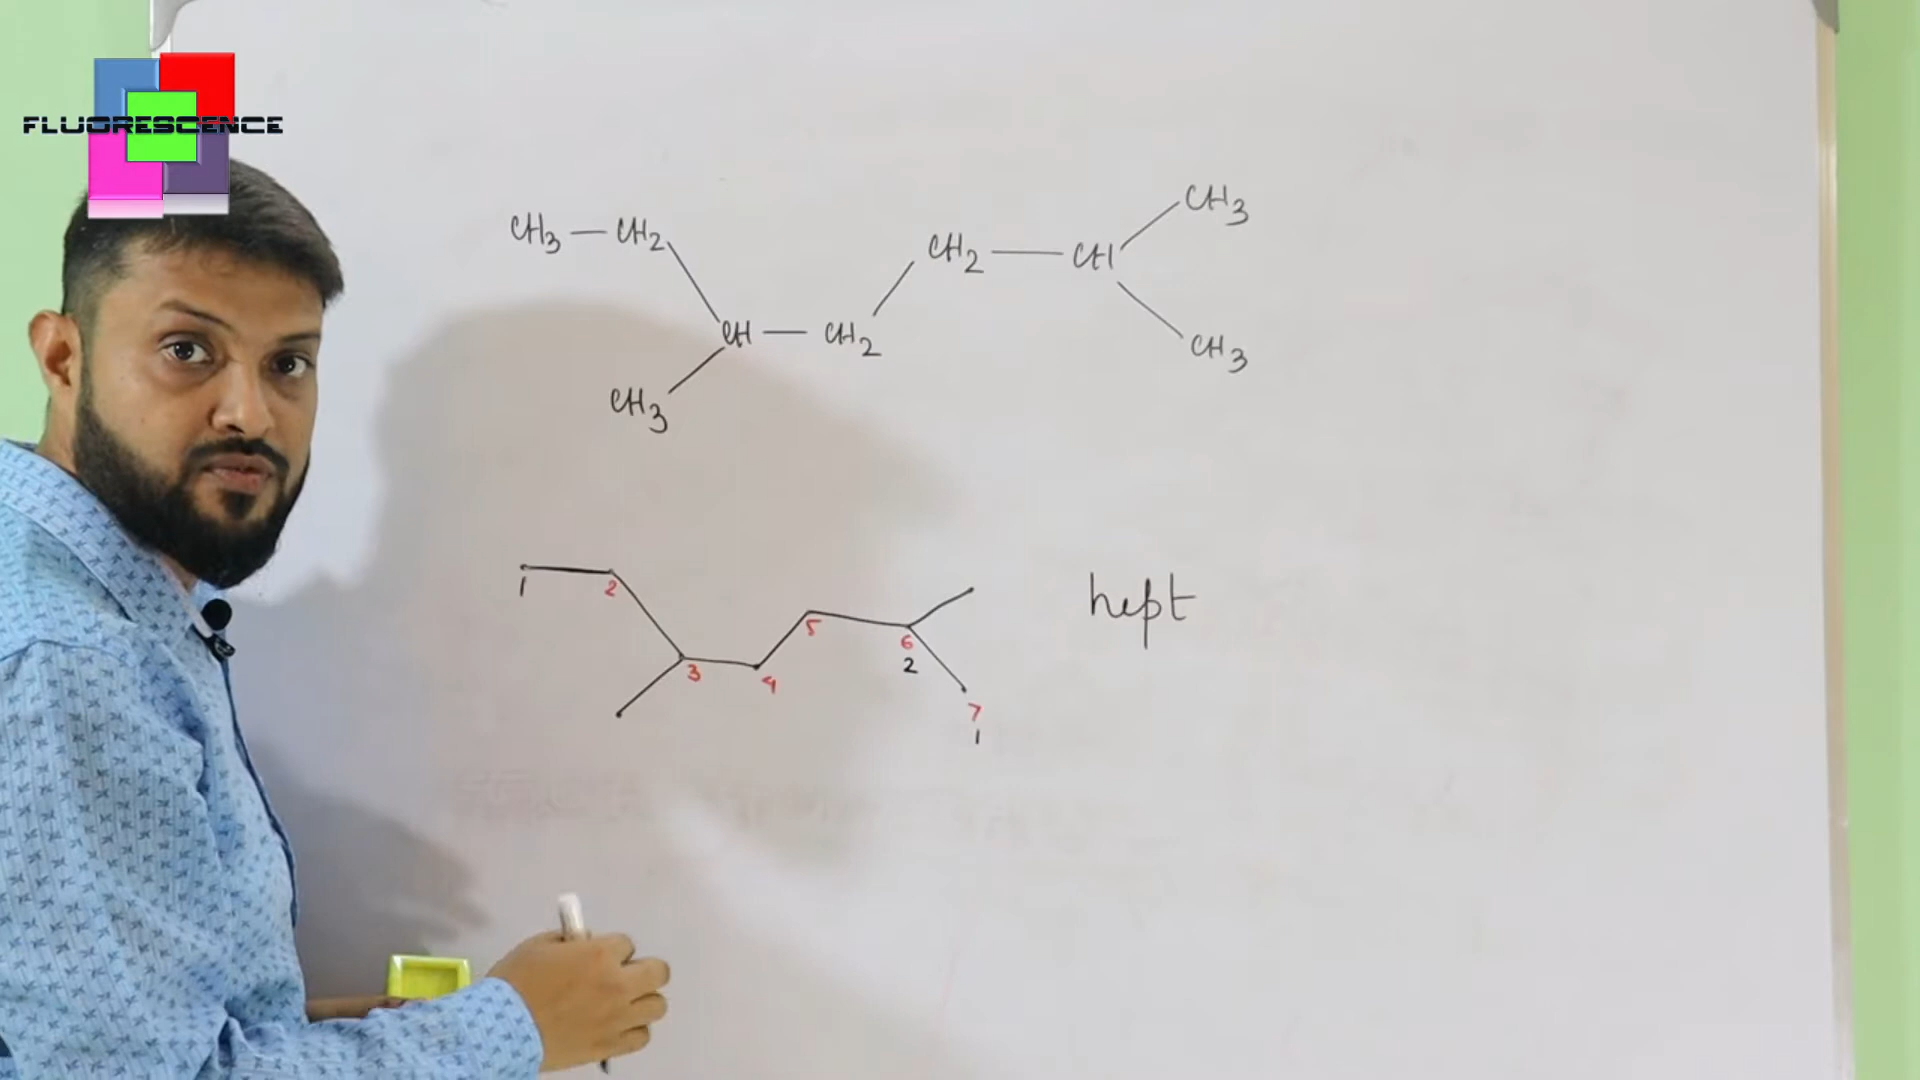 FLUORESCENCE
CH3
CH3 — CH2
CH2 — CH
CH — CH2
CH3
CH3
1
2
5
hept
6
2
3
4
7
1